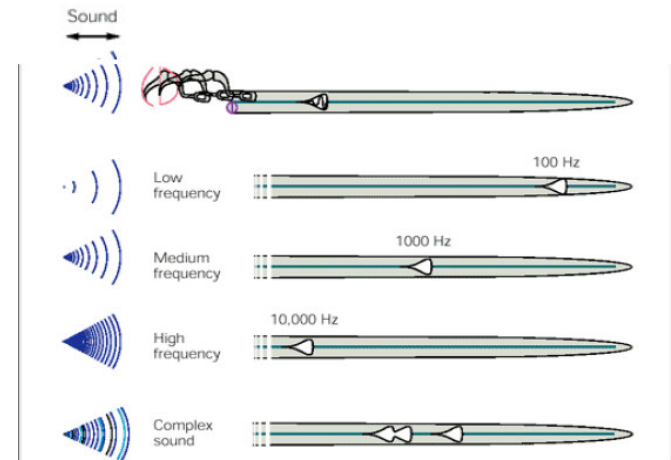 Sound
100 Hz
Low
frequency
1000 Hz
Medium
frequency
10,000 Hz
High
frequency
Complex
sound